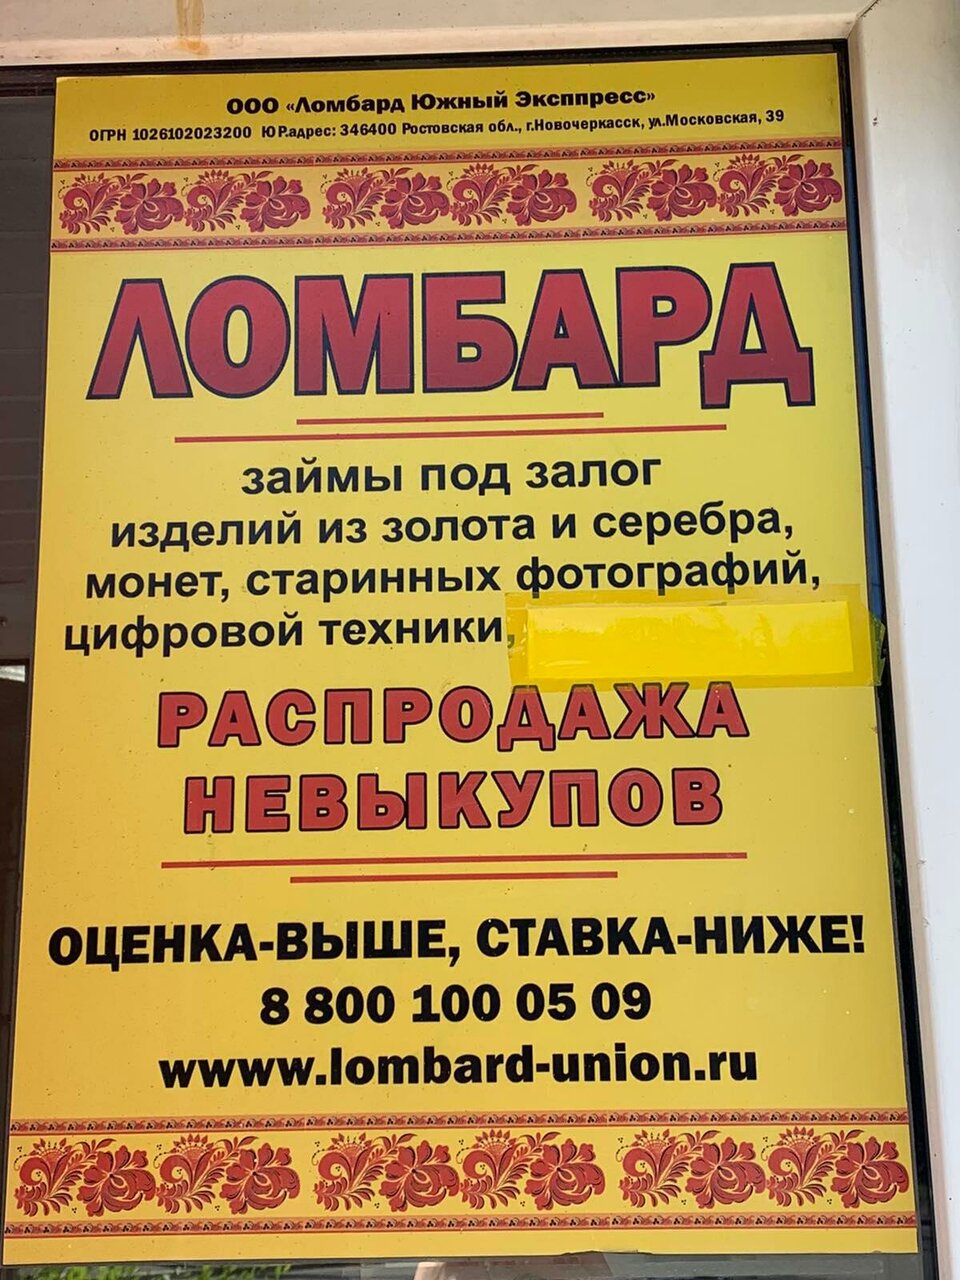 ООО «Ломбард Южный Эксппресс»
ОГРН 1026102023200 ЮР.адрес: 346400 Ростовская обл., г.Новочеркасск, ул.Московская, 39
ЛОМБАРД
займы под залог
изделий из золота и серебра,
монет, старинных фотографий,
цифровой техники,
РАСПРОДАЖА
НЕВЫКУПОВ
ОЦЕНКА-ВЫШЕ, СТАВКА-НИЖЕ!
8 800 100 05 09
wwww.lombard-union.ru